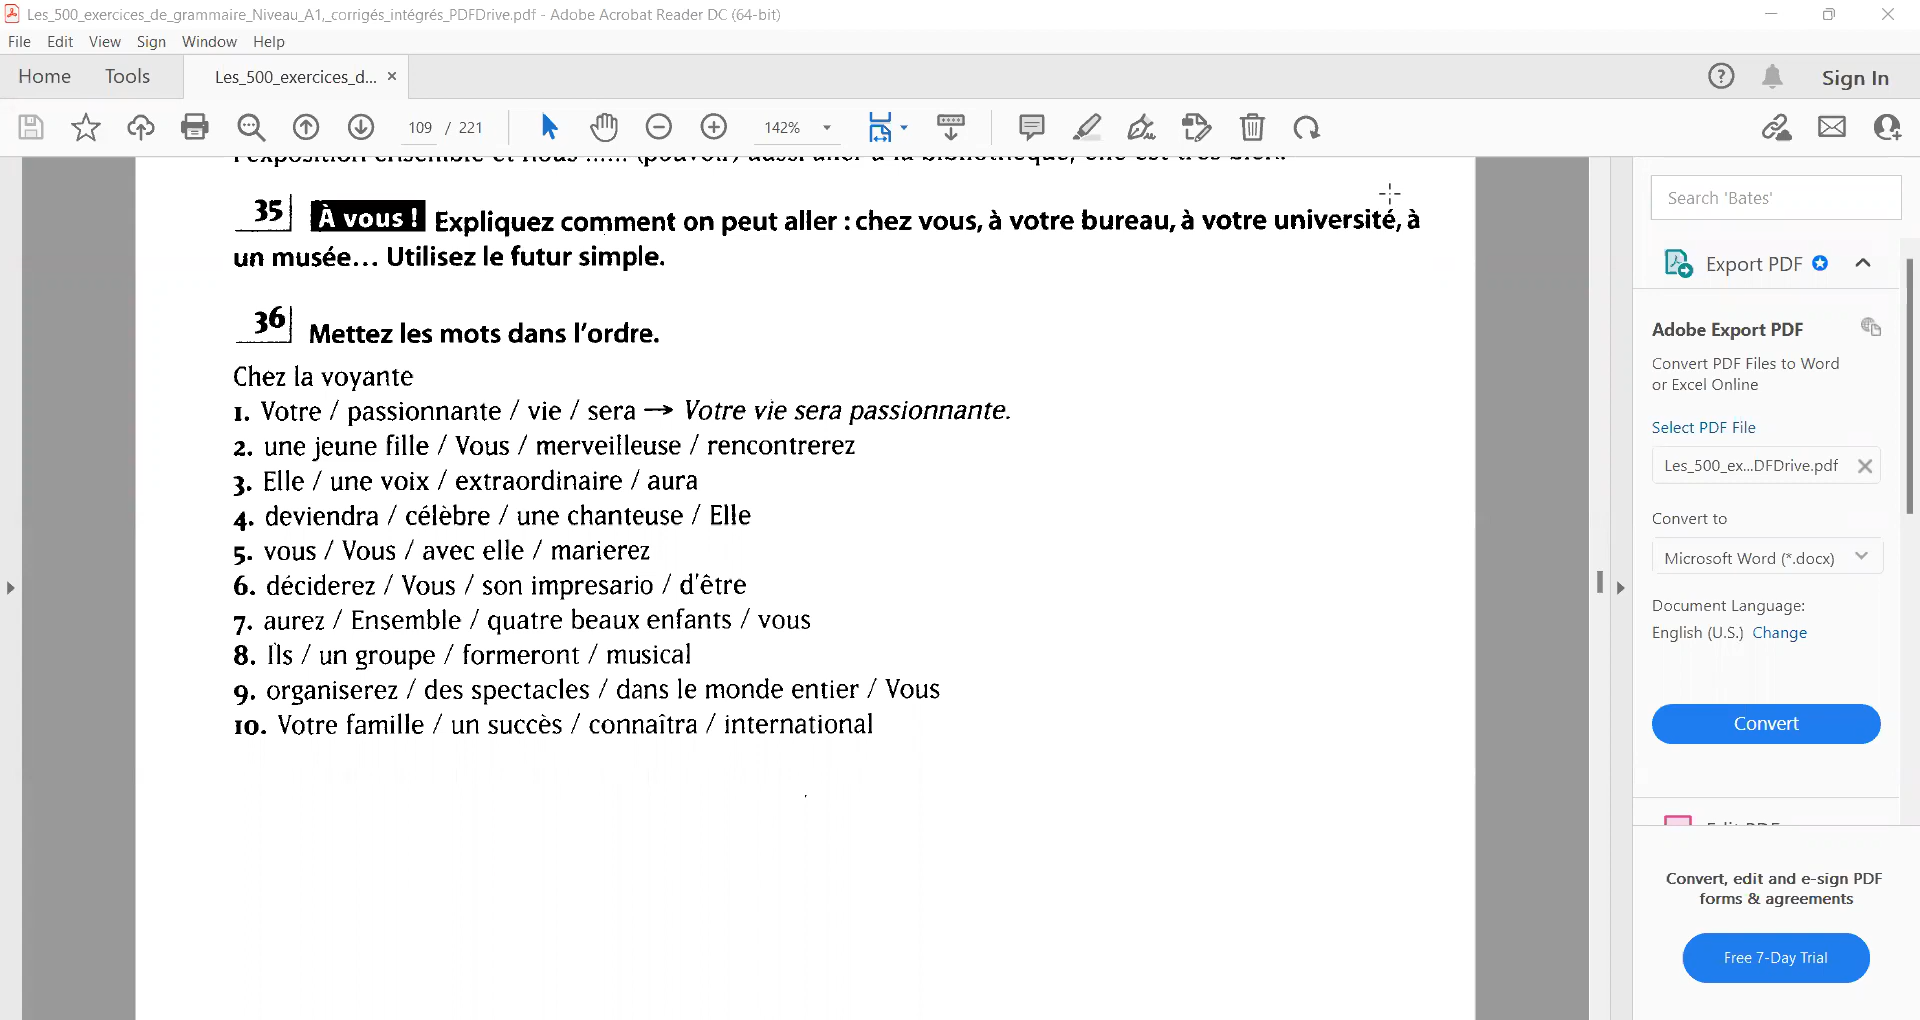 Les_500_exercices_de_grammaire_Niveau_A1,_corrigés_intégrés_PDFDrive.pdf - Adobe Acrobat Reader DC (64-bit)
File Edit View Sign Window Help
Home Tools Les_500_exercices_d... × Sign In
109 / 221 142%
35 À vous ! Expliquez comment on peut aller : chez vous, à votre bureau, à votre université, à
un musée... Utilisez le futur simple.
36 Mettez les mots dans l'ordre.
Chez la voyante
1. Votre / passionnante / vie / sera → Votre vie sera passionnante.
2. une jeune fille / Vous / merveilleuse / rencontrerez
3. Elle / une voix / extraordinaire / aura
4. deviendra / célèbre / une chanteuse / Elle
5. vous / Vous / avec elle / marierez
6. déciderez / Vous / son impresario / d'être
7. aurez / Ensemble / quatre beaux enfants / vous
8. Ils / un groupe / formeront / musical
9. organiserez / des spectacles / dans le monde entier / Vous
10. Votre famille / un succès / connaîtra / international
Search 'Bates'
Export PDF
Adobe Export PDF
Convert PDF Files to Word
or Excel Online
Select PDF File
Les_500_ex...DFDrive.pdf
Convert to
Microsoft Word (*.docx)
Document Language:
English (U.S.) Change
Convert
Convert, edit and e-sign PDF
forms & agreements
Free 7-Day Trial